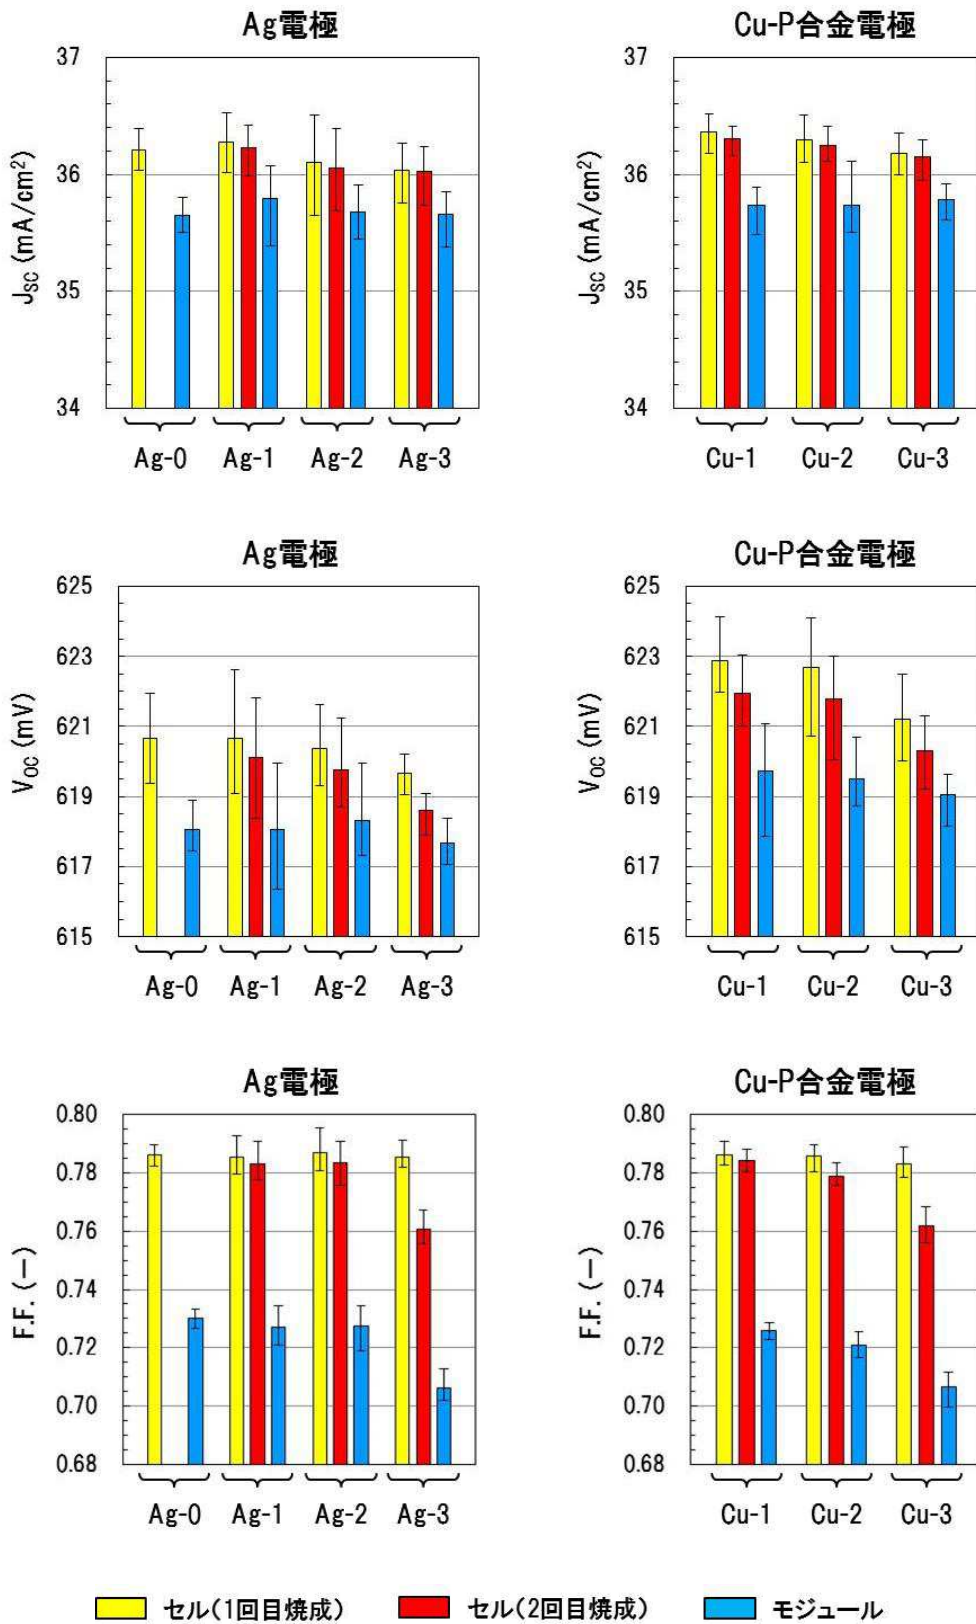 Ag電極
Cu-P合金電極
37
36
35
34
J_SC (mA/cm²)
Ag-0 Ag-1 Ag-2 Ag-3
37
36
35
34
J_SC (mA/cm²)
Cu-1 Cu-2 Cu-3
Ag電極
Cu-P合金電極
625
623
621
619
617
615
V_OC (mV)
Ag-0 Ag-1 Ag-2 Ag-3
625
623
621
619
617
615
V_OC (mV)
Cu-1 Cu-2 Cu-3
Ag電極
Cu-P合金電極
0.80
0.78
0.76
0.74
0.72
0.70
0.68
F.F. (—)
Ag-0 Ag-1 Ag-2 Ag-3
0.80
0.78
0.76
0.74
0.72
0.70
0.68
F.F. (—)
Cu-1 Cu-2 Cu-3
セル(1回目焼成) セル(2回目焼成) モジュール